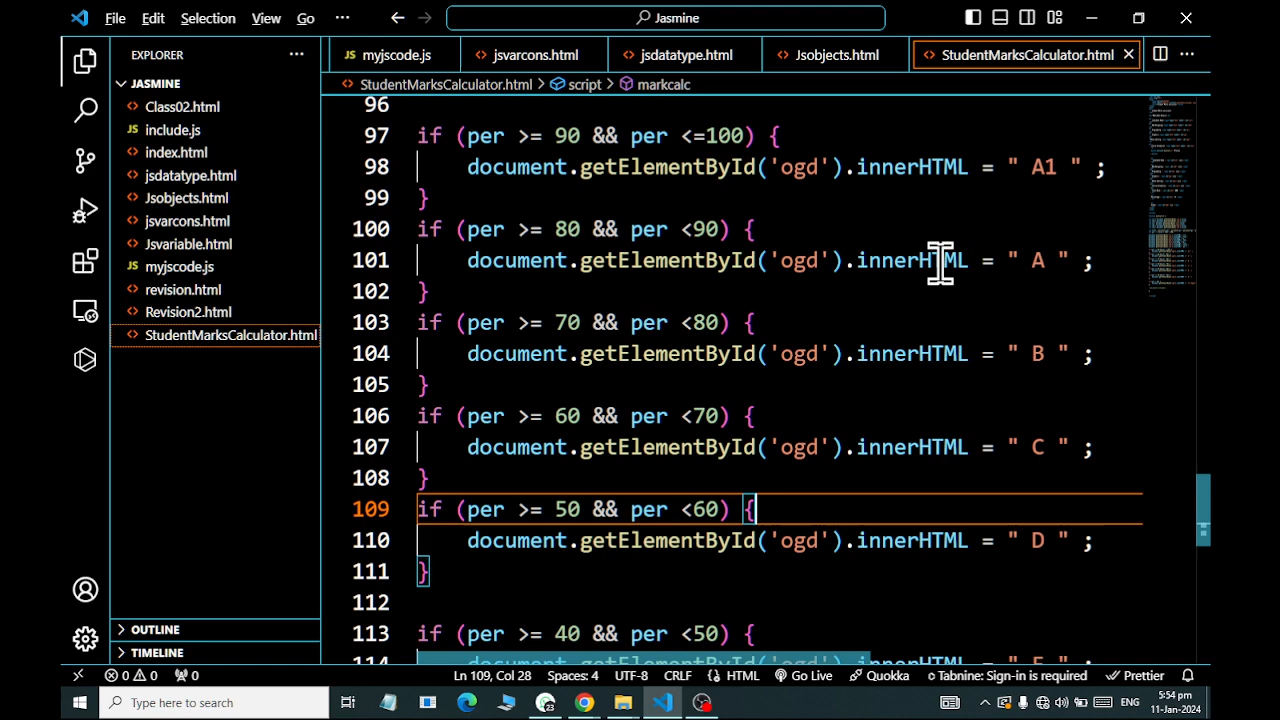 File Edit Selection View Go ··· Jasmine
EXPLORER ···
JASMINE
Class02.html
include.js
index.html
jsdatatype.html
Jsobjects.html
jsvarcons.html
Jsvariable.html
myjscode.js
revision.html
Revision2.html
StudentMarksCalculator.html
OUTLINE
TIMELINE
JS myjscode.js <> jsvarcons.html <> jsdatatype.html <> Jsobjects.html <> StudentMarksCalculator.html
<> StudentMarksCalculator.html > script > markcalc
96
97 if (per >= 90 && per <=100) {
98 document.getElementById('ogd').innerHTML = " A1 " ;
99 }
100 if (per >= 80 && per <90) {
101 document.getElementById('ogd').innerHTML = " A " ;
102 }
103 if (per >= 70 && per <80) {
104 document.getElementById('ogd').innerHTML = " B " ;
105 }
106 if (per >= 60 && per <70) {
107 document.getElementById('ogd').innerHTML = " C " ;
108 }
109 if (per >= 50 && per <60) {
110 document.getElementById('ogd').innerHTML = " D " ;
111 }
112
113 if (per >= 40 && per <50) {
114 document.getElementById('ogd').innerHTML = " E " ;
0 0 0 Ln 109, Col 28 Spaces: 4 UTF-8 CRLF {} HTML Go Live Quokka Tabnine: Sign-in is required Prettier
Type here to search
ENG
5:54 pm
11-Jan-2024